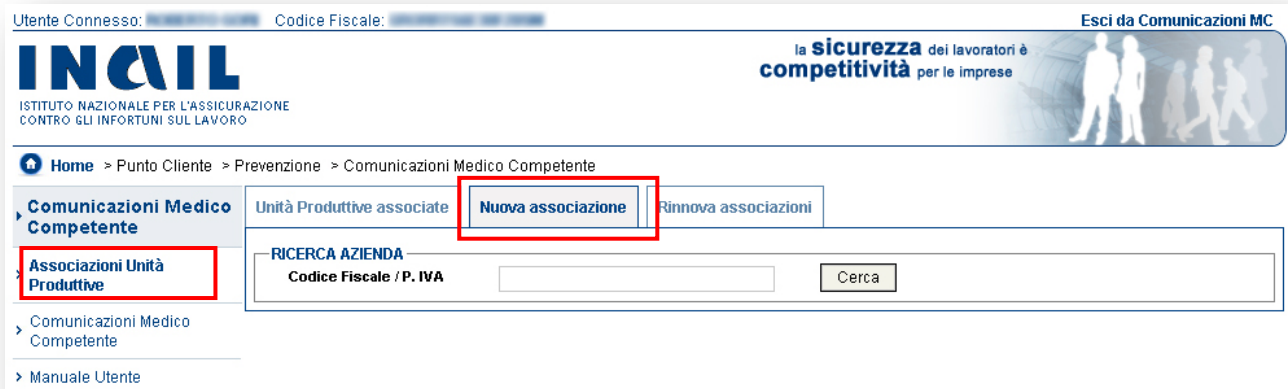 Utente Connesso: Codice Fiscale: Esci da Comunicazioni MC
INAIL
la sicurezza dei lavoratori è
competitività per le imprese
ISTITUTO NAZIONALE PER L'ASSICURAZIONE
CONTRO GLI INFORTUNI SUL LAVORO
Home > Punto Cliente > Prevenzione > Comunicazioni Medico Competente
Comunicazioni Medico
Competente
Associazioni Unità
Produttive
Comunicazioni Medico
Competente
> Manuale Utente
Unità Produttive associate Nuova associazione Rinnova associazioni
RICERCA AZIENDA
Codice Fiscale / P. IVA Cerca